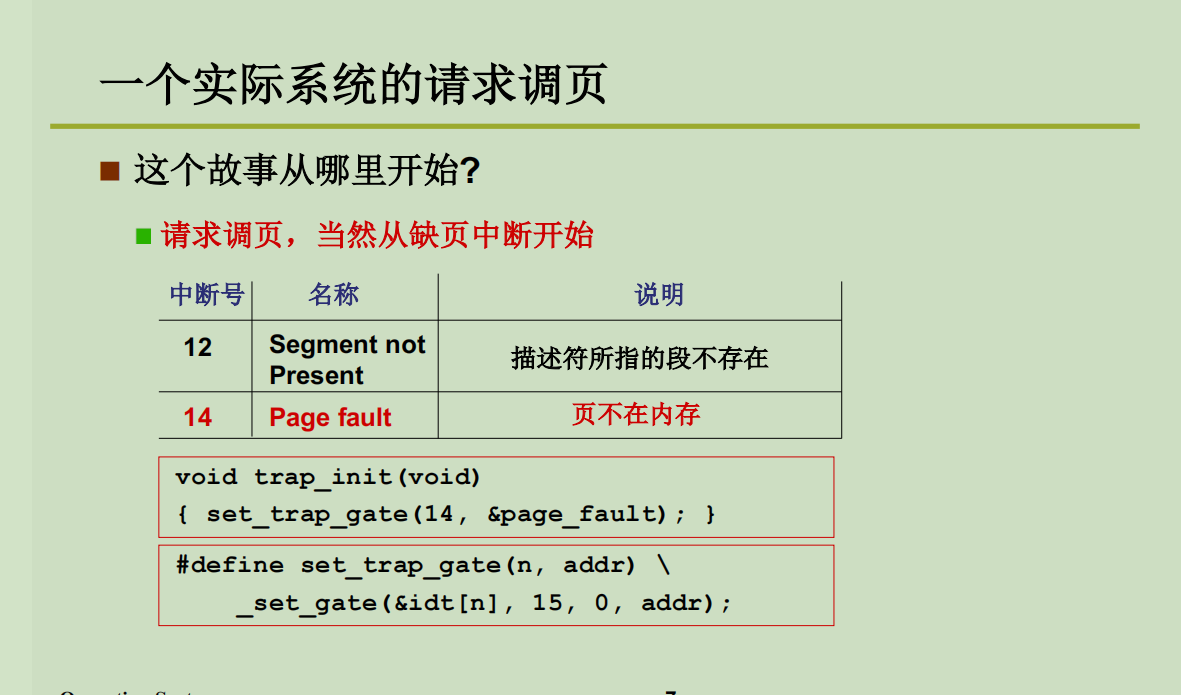 一个实际系统的请求调页
这个故事从哪里开始?
请求调页，当然从缺页中断开始
中断号 名称 说明
12 Segment not Present 描述符所指的段不存在
14 Page fault 页不在内存
void trap_init(void)
{ set_trap_gate(14, &page_fault); }
#define set_trap_gate(n, addr) \
_set_gate(&idt[n], 15, 0, addr);